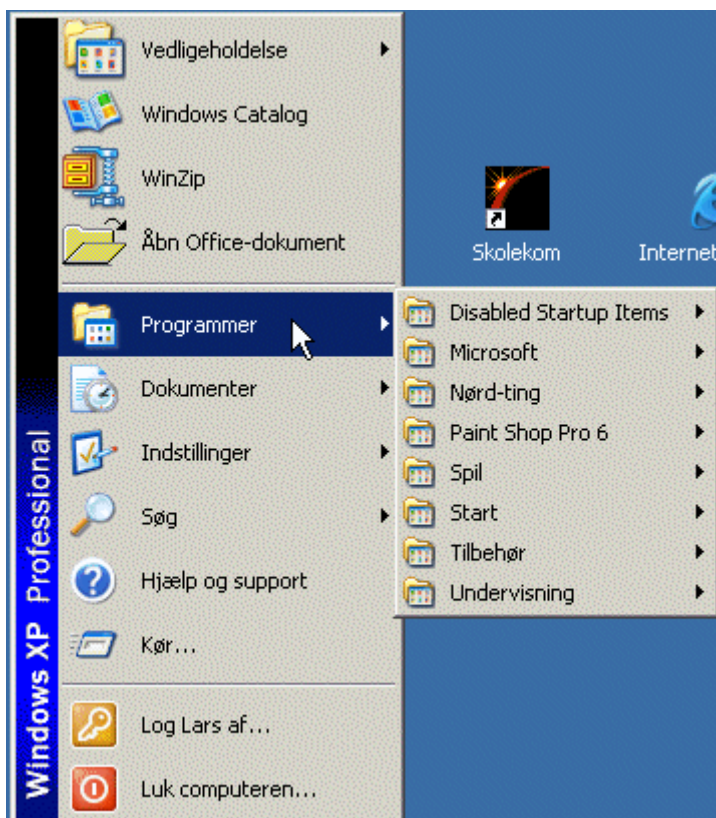 Vedligeholdelse
Windows Catalog
WinZip
Åbn Office-dokument
Programmer
Dokumenter
Indstillinger
Søg
Hjælp og support
Kør...
Log Lars af...
Luk computeren...
Windows XP Professional
Skolekom
Internet
Disabled Startup Items
Microsoft
Nørd-ting
Paint Shop Pro 6
Spil
Start
Tilbehør
Undervisning